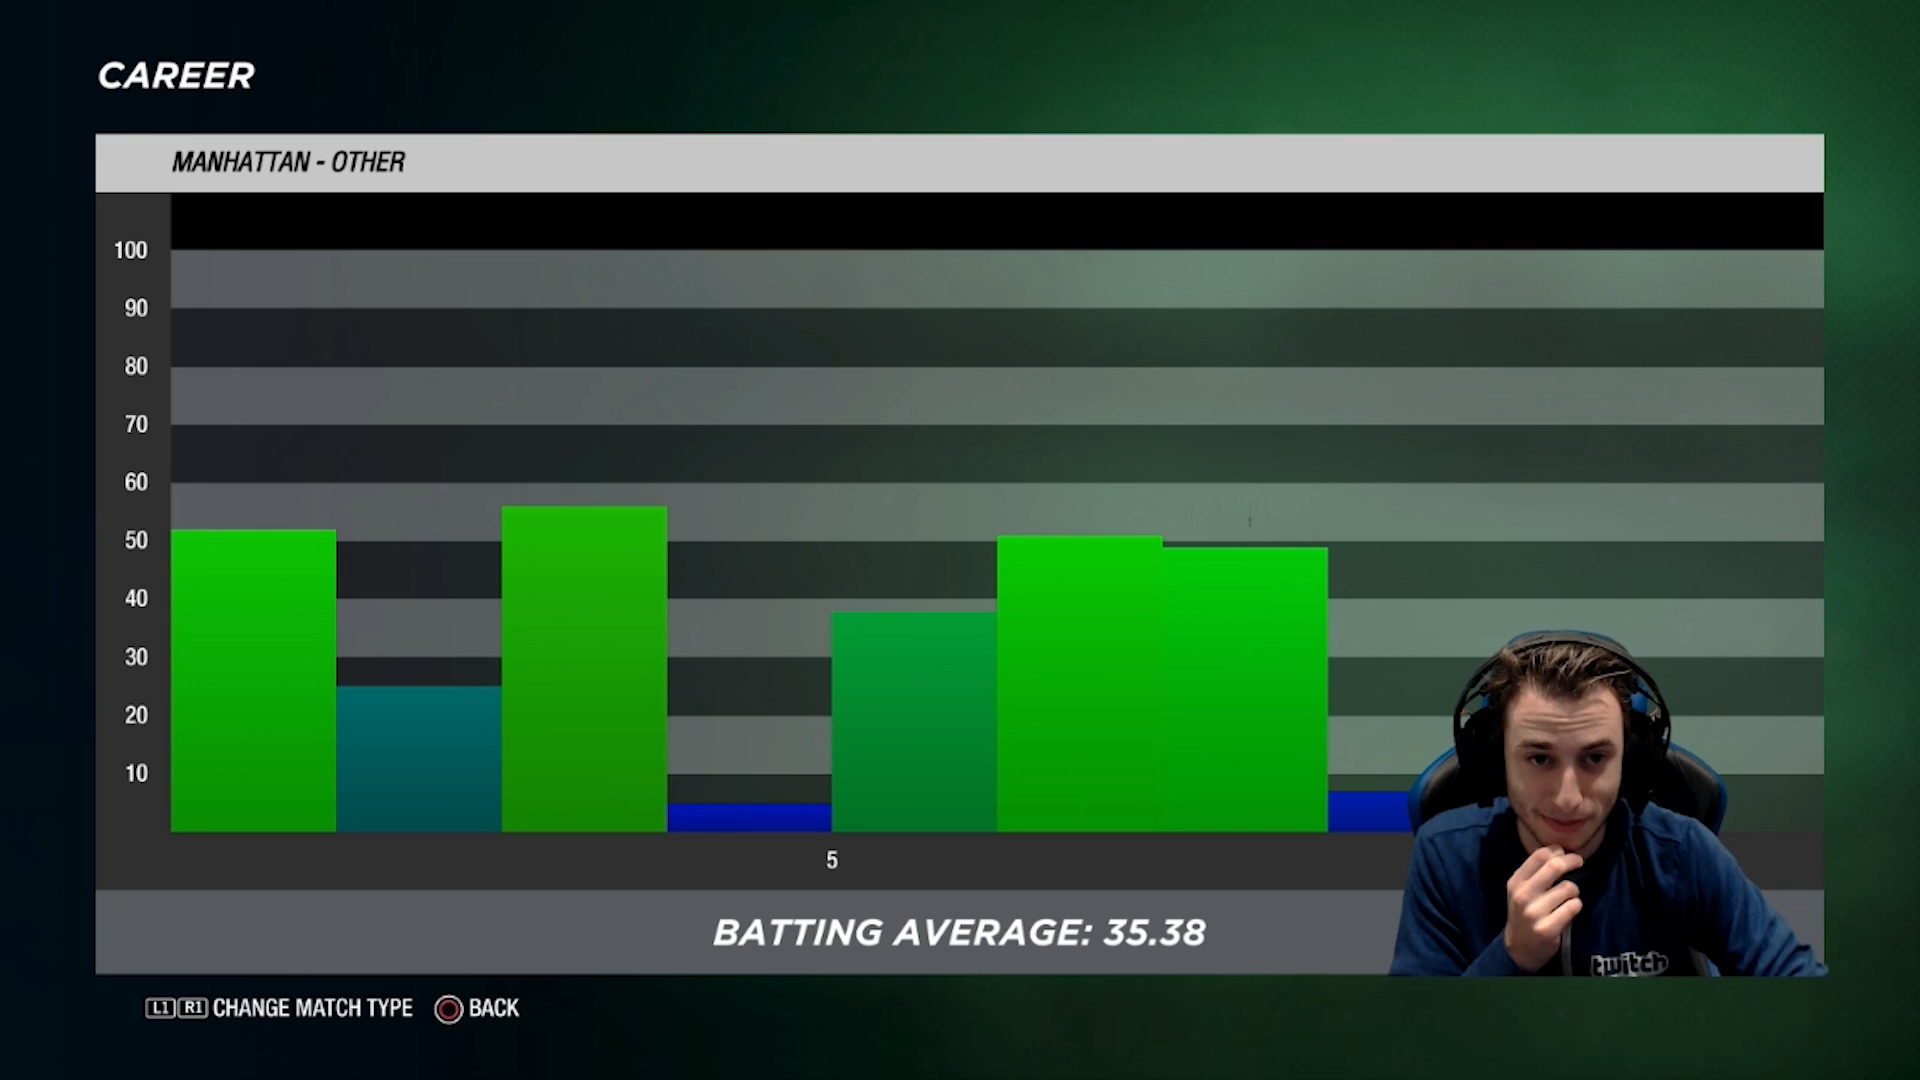 CAREER
MANHATTAN - OTHER
100
90
80
70
60
50
40
30
20
10
5
BATTING AVERAGE: 35.38
twitch
L1 R1 CHANGE MATCH TYPE BACK